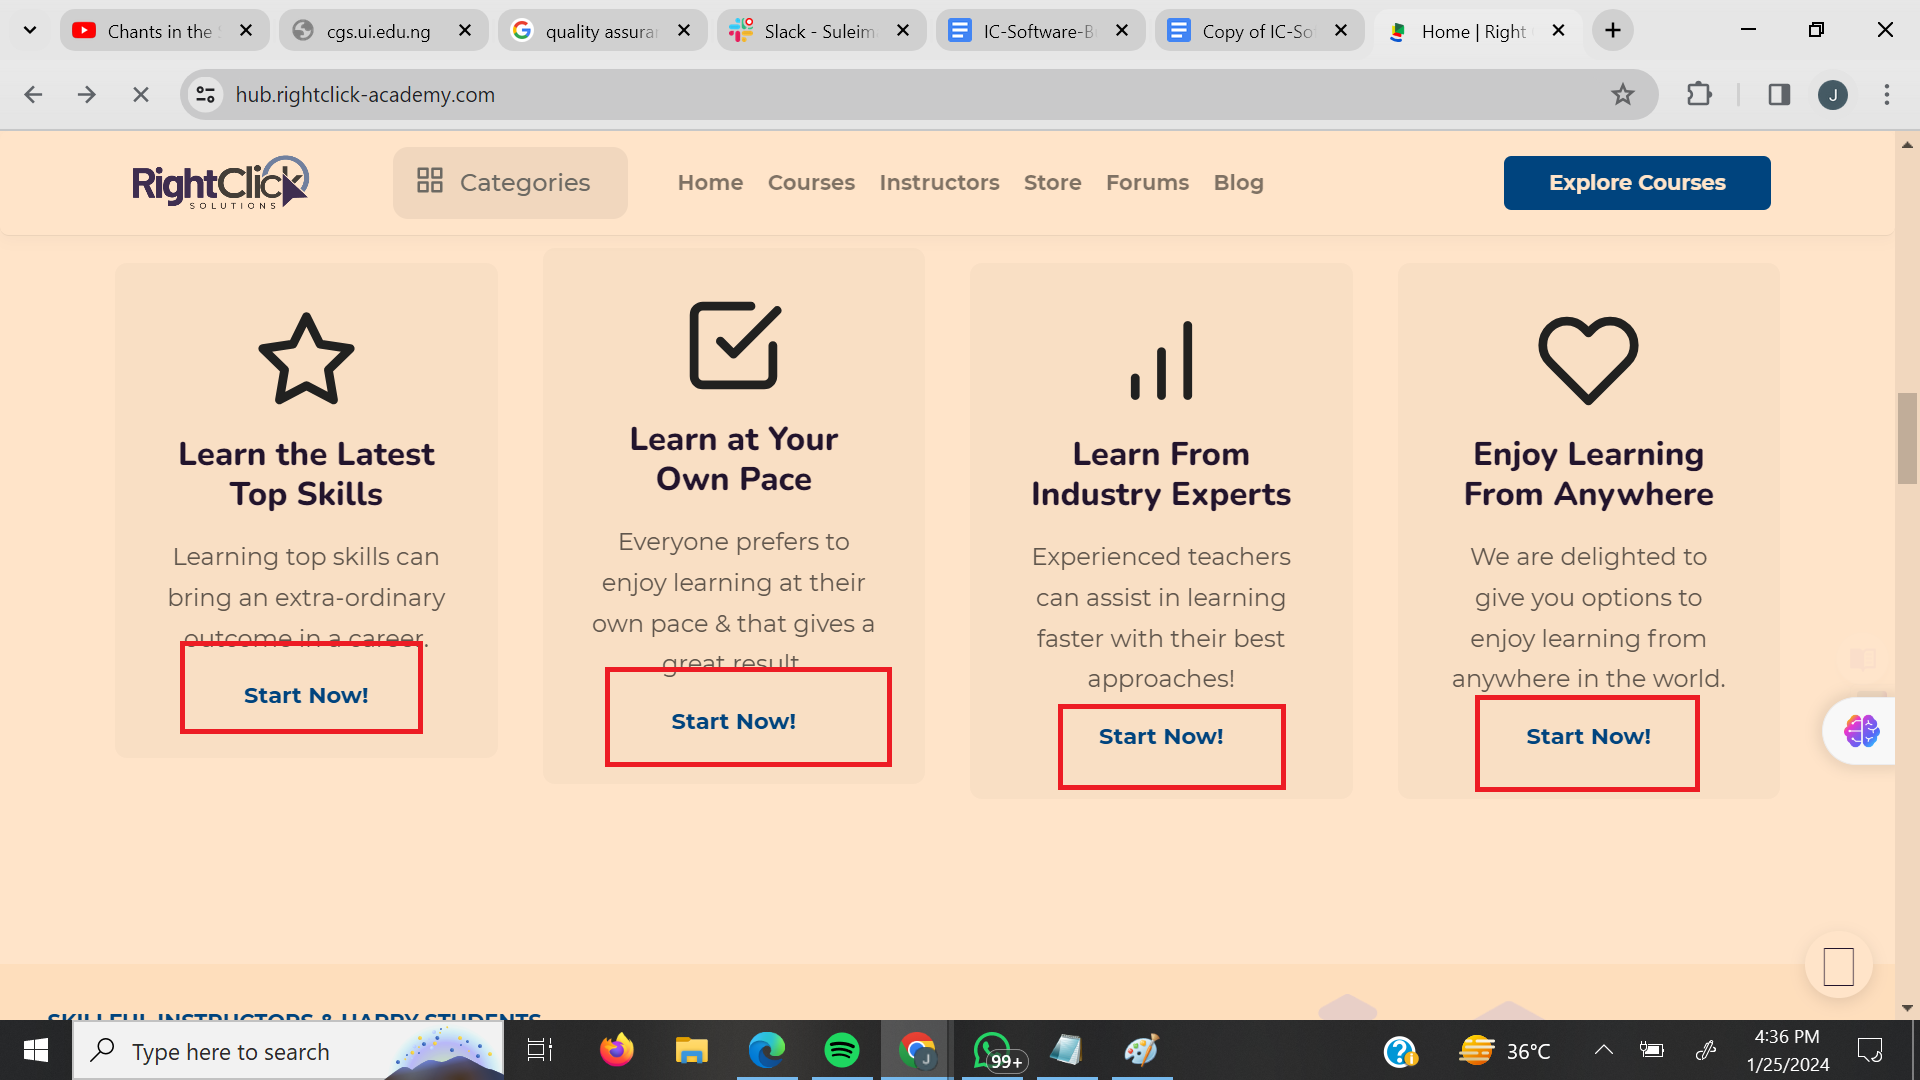 Chants in the
cgs.ui.edu.ng
quality assura
Slack - Suleim
IC-Software-B
Copy of IC-So
Home | Right
hub.rightclick-academy.com
J
RightClick
SOLUTIONS
Categories
Home
Courses
Instructors
Store
Forums
Blog
Explore Courses
Learn the Latest
Top Skills
Learning top skills can
bring an extra-ordinary
outcome in a career.
Start Now!
Learn at Your
Own Pace
Everyone prefers to
enjoy learning at their
own pace & that gives a
great result
Start Now!
Learn From
Industry Experts
Experienced teachers
can assist in learning
faster with their best
approaches!
Start Now!
Enjoy Learning
From Anywhere
We are delighted to
give you options to
enjoy learning from
anywhere in the world.
Start Now!
SKILLFUL INSTRUCTORS & HAPPY STUDENTS
Type here to search
J
99+
36°C
4:36 PM
1/25/2024